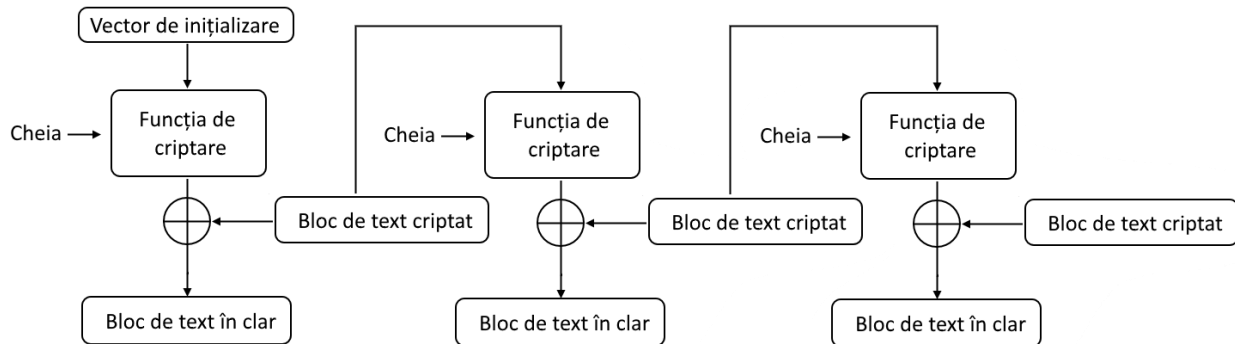 Vector de inițializare
Cheia
Funcția de
criptare
Cheia
Funcția de
criptare
Cheia
Funcția de
criptare
Bloc de text criptat
Bloc de text criptat
Bloc de text criptat
Bloc de text în clar
Bloc de text în clar
Bloc de text în clar